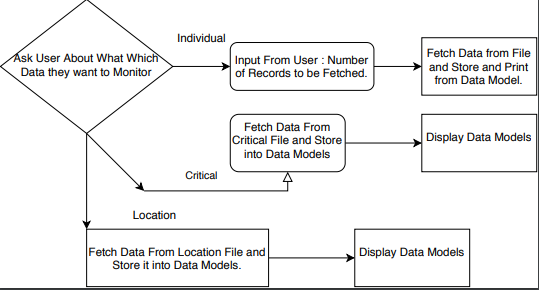 Individual
Ask User About What Which
Data they want to Monitor
Input From User : Number
of Records to be Fetched.
Fetch Data from File
and Store and Print
from Data Model.
Fetch Data From
Critical File and Store
into Data Models
Display Data Models
Critical
Location
Fetch Data From Location File and
Store it into Data Models.
Display Data Models